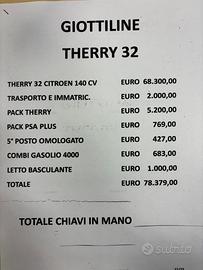 GIOTTILINE
THERRY 32
THERRY 32 CITROEN 140 CV EURO 68.300,00
TRASPORTO E IMMATRIC. EURO 2.000,00
PACK THERRY EURO 5.200,00
PACK PSA PLUS EURO 769,00
5° POSTO OMOLOGATO EURO 427,00
COMBI GASOLIO 4000 EURO 683,00
LETTO BASCULANTE EURO 1.000,00
TOTALE EURO 78.379,00
TOTALE CHIAVI IN MANO
subito